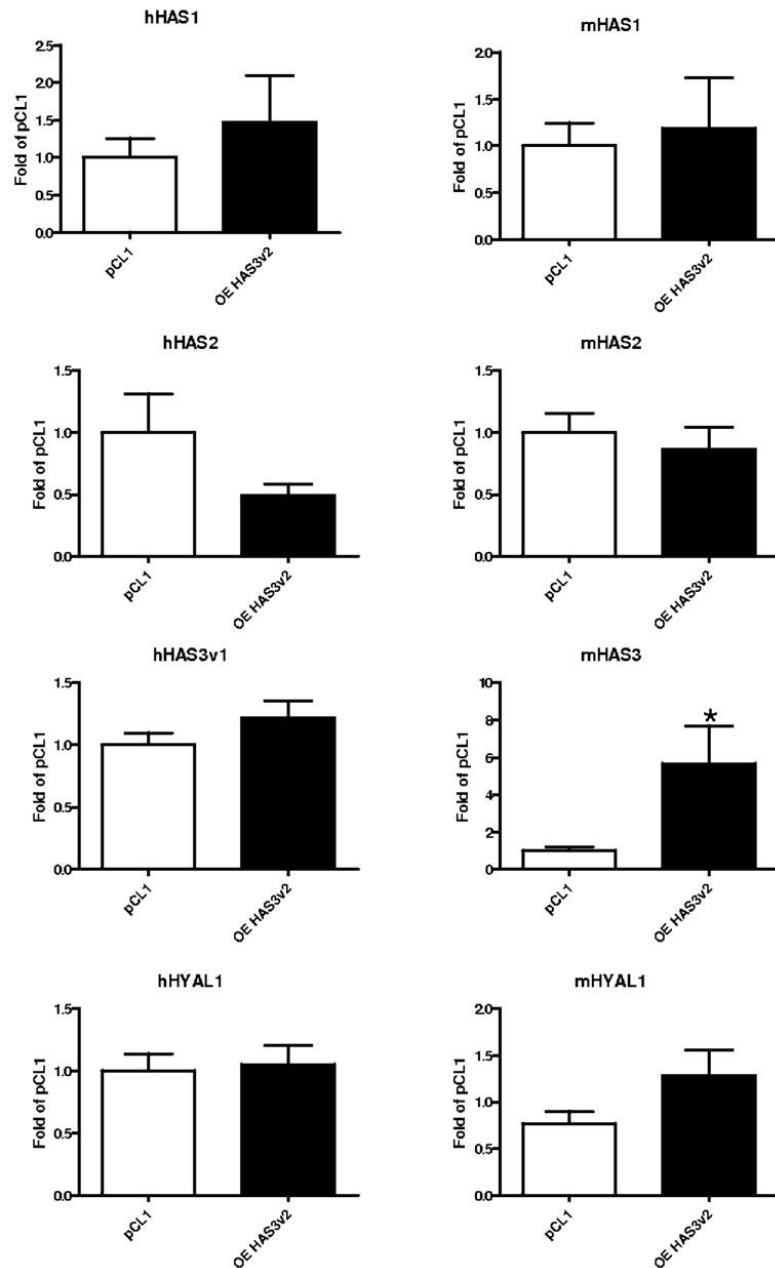 hHAS1
Fold of pCL1
2.5
2.0
1.5
1.0
0.5
0.0
pCL1
OE HAS3v2
mHAS1
Fold of pCL1
2.0
1.5
1.0
0.5
0.0
pCL1
OE HAS3v2
hHAS2
Fold of pCL1
1.5
1.0
0.5
0.0
pCL1
OE HAS3v2
mHAS2
Fold of pCL1
1.5
1.0
0.5
0.0
pCL1
OE HAS3v2
hHAS3v1
Fold of pCL1
1.5
1.0
0.5
0.0
pCL1
OE HAS3v2
mHAS3
Fold of pCL1
10
8
6
4
2
0
*
pCL1
OE HAS3v2
hHYAL1
Fold of pCL1
1.5
1.0
0.5
0.0
pCL1
OE HAS3v2
mHYAL1
Fold of pCL1
2.0
1.5
1.0
0.5
0.0
pCL1
OE HAS3v2